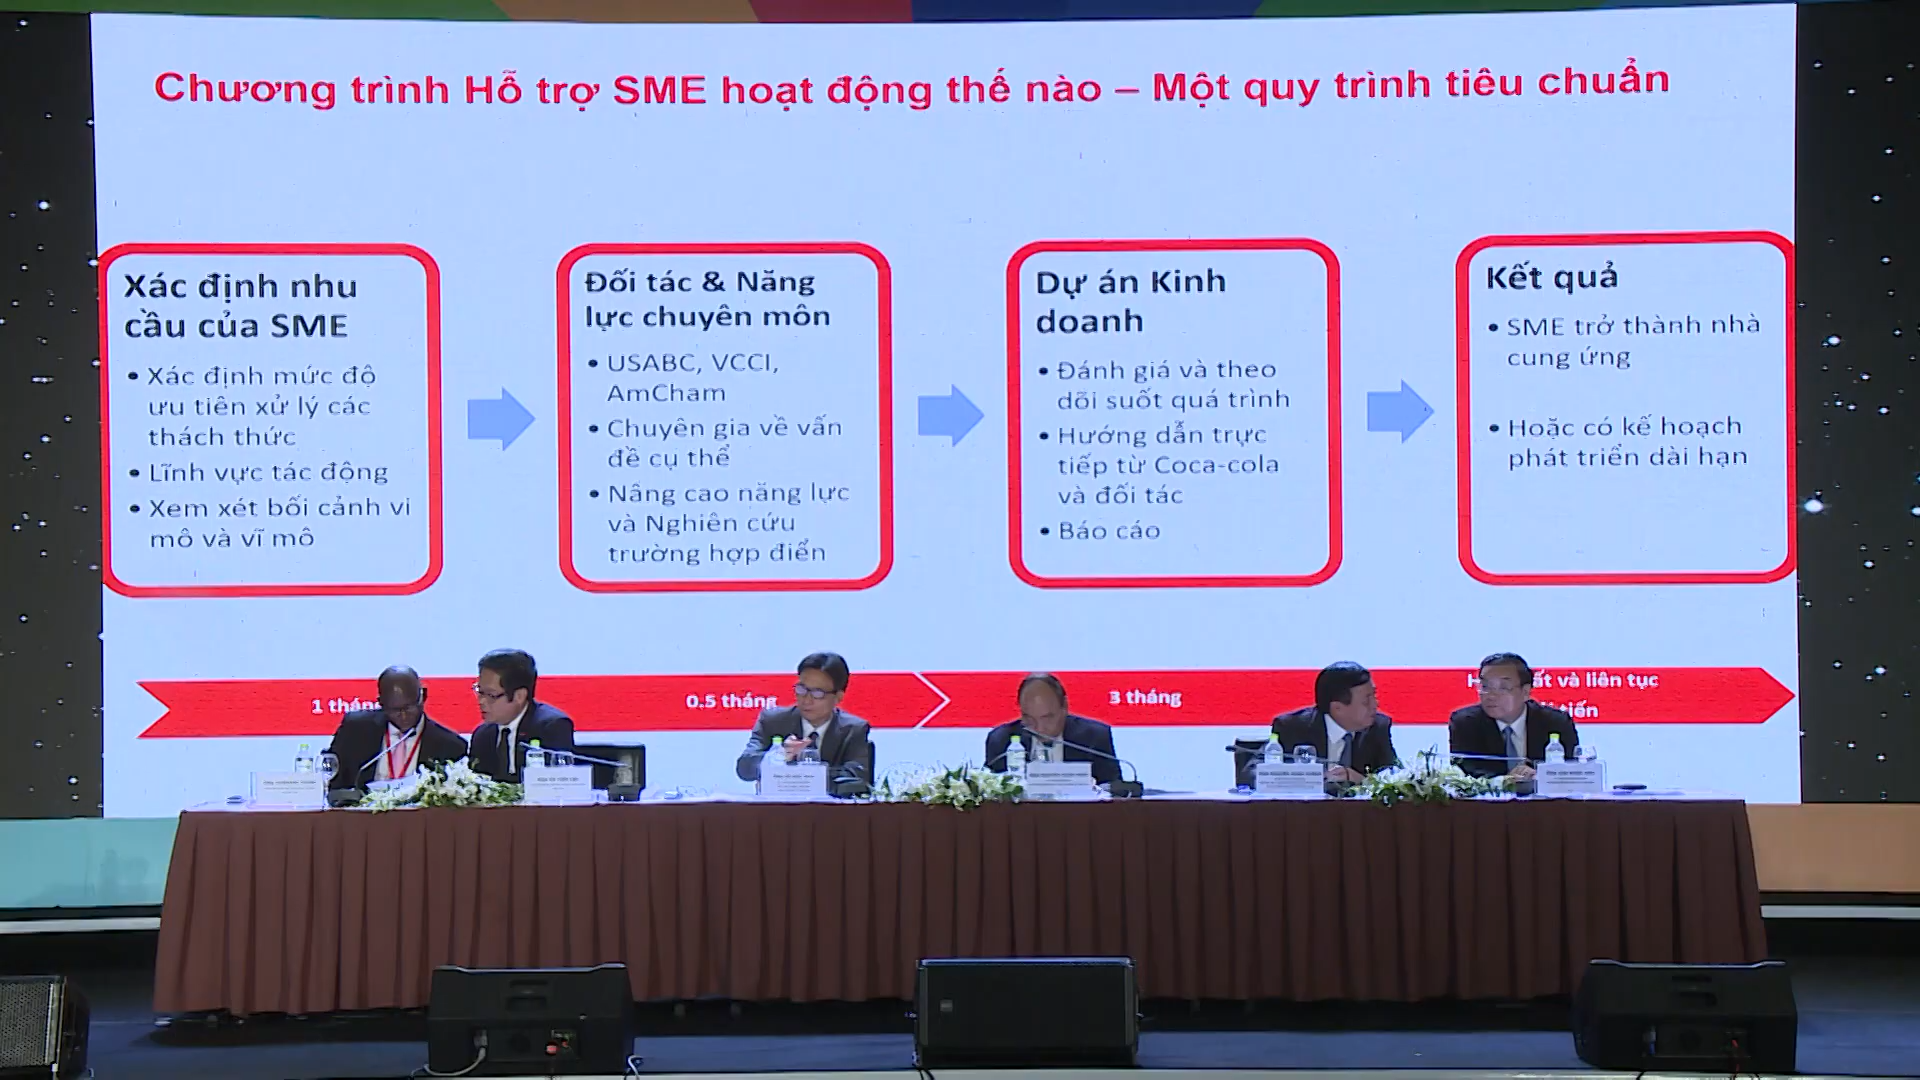 Chương trình Hỗ trợ SME hoạt động thế nào – Một quy trình tiêu chuẩn
Xác định nhu
cầu của SME
• Xác định mức độ
ưu tiên xử lý các
thách thức
• Lĩnh vực tác động
• Xem xét bối cảnh vi
mô và vĩ mô
Đối tác & Năng
lực chuyên môn
• USABC, VCCI,
AmCham
• Chuyên gia về vấn
đề cụ thể
• Nâng cao năng lực
và Nghiên cứu
trường hợp điển
Dự án Kinh
doanh
• Đánh giá và theo
dõi suốt quá trình
• Hướng dẫn trực
tiếp từ Coca-cola
và đối tác
• Báo cáo
Kết quả
• SME trở thành nhà
cung ứng
• Hoặc có kế hoạch
phát triển dài hạn
1 tháng
0.5 tháng
3 tháng
và liên tục
tiến